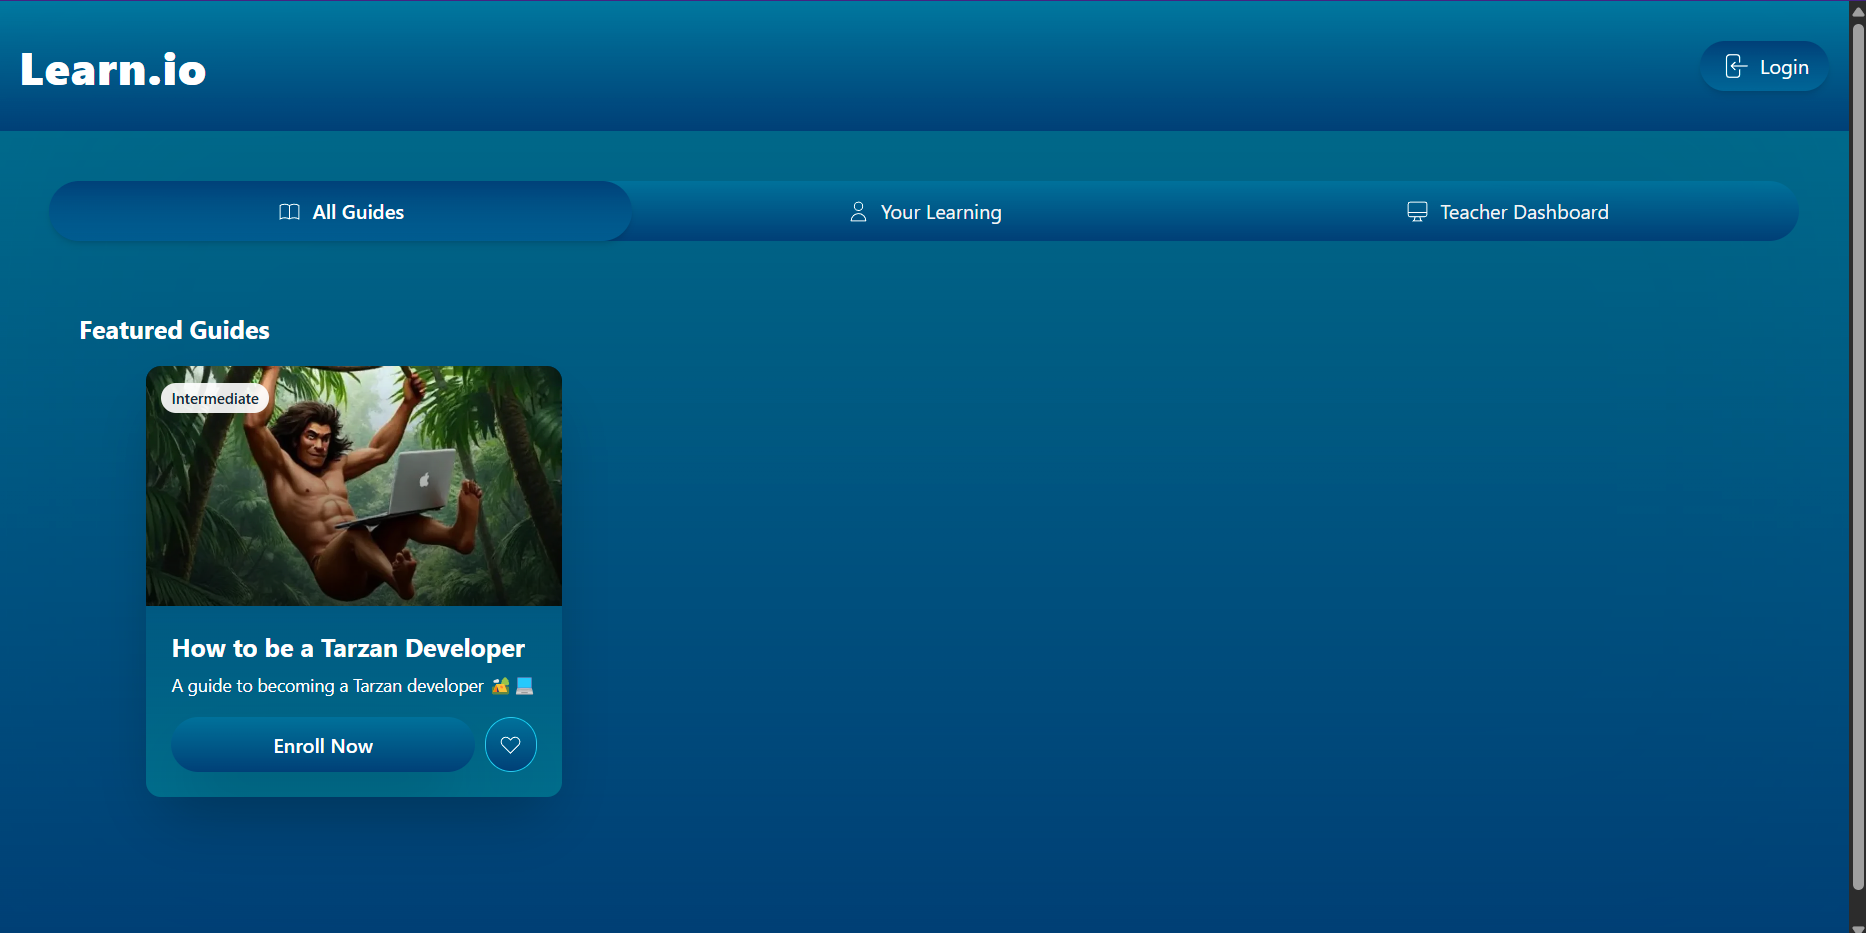 Learn.io
Login
All Guides
Your Learning
Teacher Dashboard
Featured Guides
Intermediate
How to be a Tarzan Developer
A guide to becoming a Tarzan developer 🏕️💻
Enroll Now